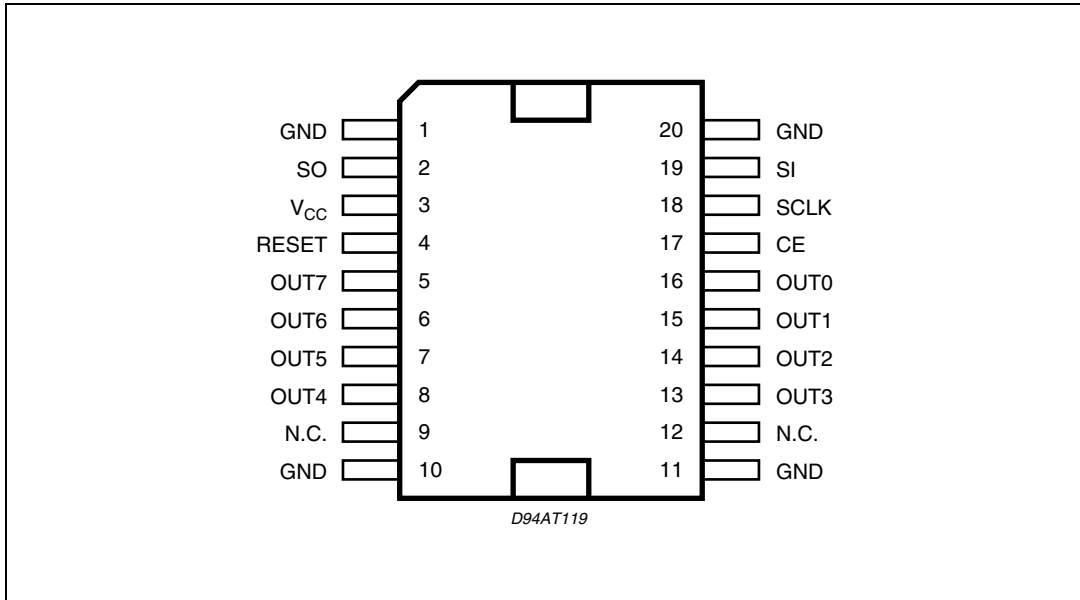 GND 1 20 GND
SO 2 19 SI
VCC 3 18 SCLK
RESET 4 17 CE
OUT7 5 16 OUT0
OUT6 6 15 OUT1
OUT5 7 14 OUT2
OUT4 8 13 OUT3
N.C. 9 12 N.C.
GND 10 11 GND
D94AT119